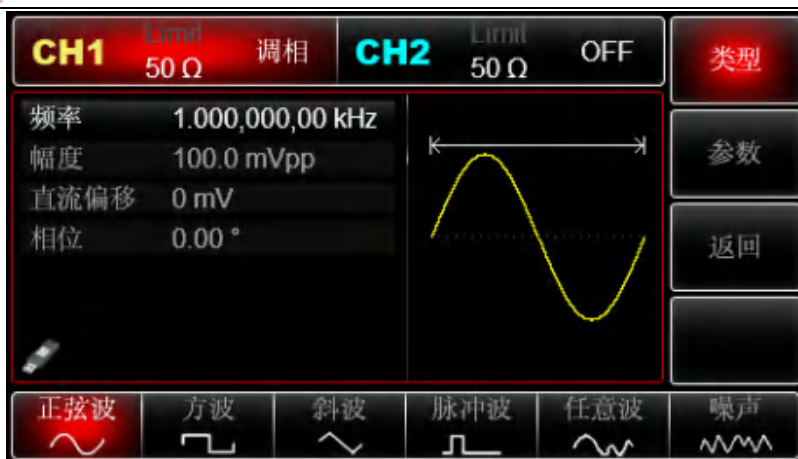 CH1 Limit 50 Ω 调相 CH2 Limit 50 Ω OFF 类型
频率 1.000,000,00 kHz
幅度 100.0 mVpp
直流偏移 0 mV
相位 0.00 °
参数
返回
正弦波 方波 斜波 脉冲波 任意波 噪声